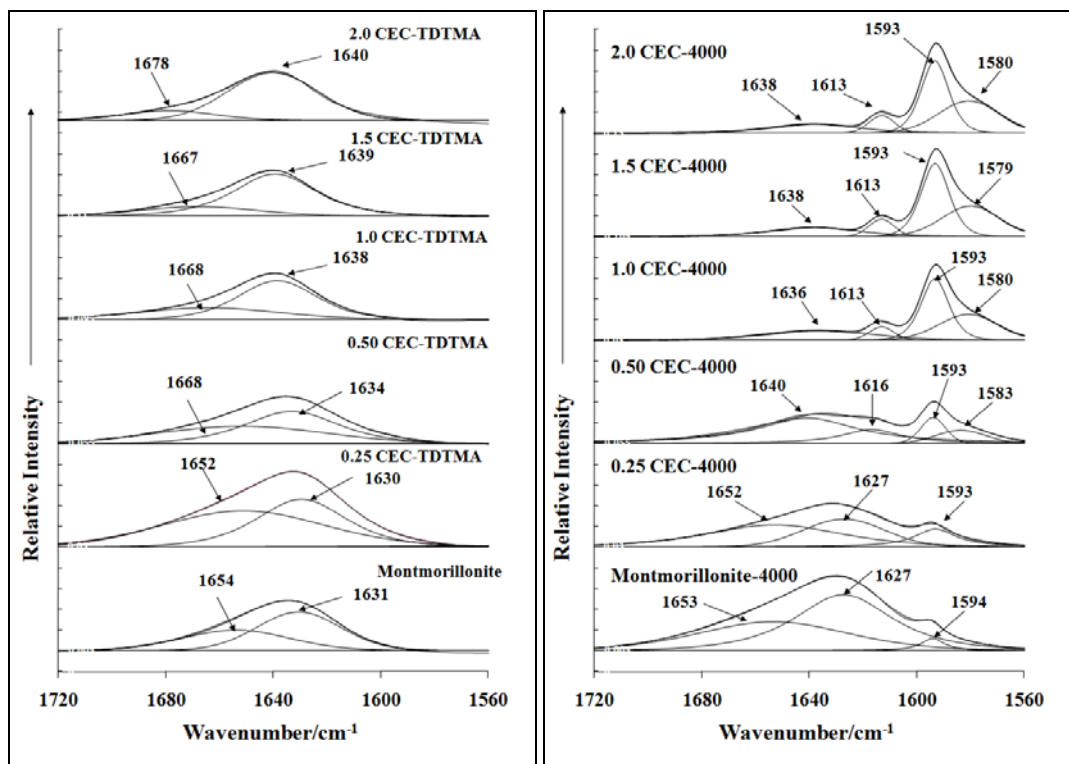 2.0 CEC-TDTMA
1640
1678
1.5 CEC-TDTMA
1639
1667
1.0 CEC-TDTMA
1638
1668
0.50 CEC-TDTMA
1668
1634
0.25 CEC-TDTMA
1652
1630
Montmorillonite
1654
1631
Relative Intensity
1720
1680
1640
1600
1560
Wavenumber/cm-1
1593
2.0 CEC-4000
1580
1613
1638
1593
1.5 CEC-4000
1579
1613
1638
1.0 CEC-4000
1593
1636
1613
1580
0.50 CEC-4000
1593
1640
1616
1583
0.25 CEC-4000
1627
1652
1593
Montmorillonite-4000
1627
1653
1594
Relative Intensity
1720
1680
1640
1600
1560
Wavenumber/cm-1